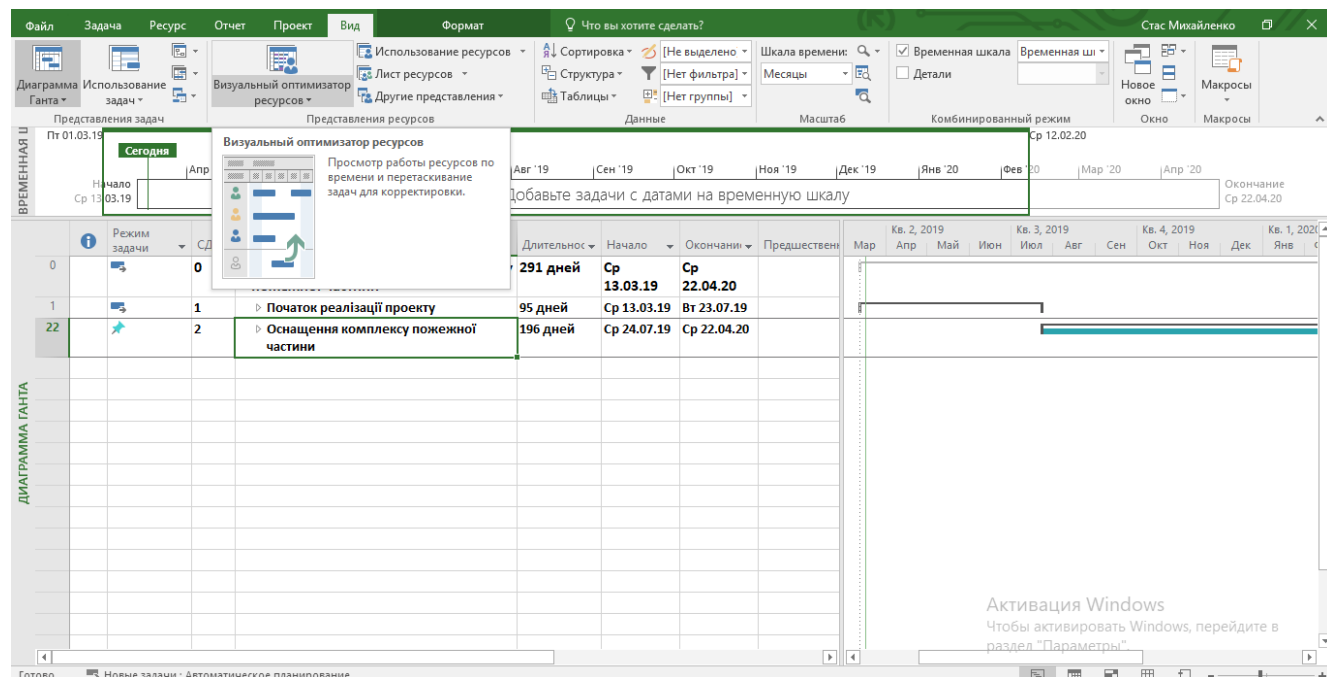 Файл Задача Ресурс Отчет Проект Вид Формат Что вы хотите сделать? Стас Михайленко
Использование ресурсов Сортировка [Не выделено Шкала времени: Временная шкала Временная шк
Лист ресурсов Структура [Нет фильтра] Месяцы Детали
Диаграмма Использование Визуальный оптимизатор Другие представления Таблицы [Нет группы] Новое Макросы
Ганта задач ресурсов окно
Представления задач Представления ресурсов Данные Масштаб Комбинированный режим Окно Макросы
Пт 01.03.19 Ср 12.02.20
Сегодня
Визуальный оптимизатор ресурсов
Просмотр работы ресурсов по
времени и перетаскивание
задач для корректировки.
Апр Авг '19 Сен '19 Окт '19 Ноя '19 Дек '19 Янв '20 Фев '20 Мар '20 Апр '20
Начало
Ср 13.03.19
Добавьте задачи с датами на временную шкалу
Окончание
Ср 22.04.20
Режим
задачи СД Длительнос Начало Окончани Предшествен
Кв. 2, 2019 Кв. 3, 2019 Кв. 4, 2019 Кв. 1, 2020
Мар Апр Май Июн Июл Авг Сен Окт Ноя Дек Янв
0 0 291 дней Ср Ср
13.03.19 22.04.20
1 1 Початок реалізації проекту 95 дней Ср 13.03.19 Вт 23.07.19
22 2 Оснащення комплексу пожежної 196 дней Ср 24.07.19 Ср 22.04.20
частини
ДИАГРАММА ГАНТА
Активация Windows
Чтобы активировать Windows, перейдите в
раздел "Параметры".
Готово Новые задачи : Автоматическое планирование